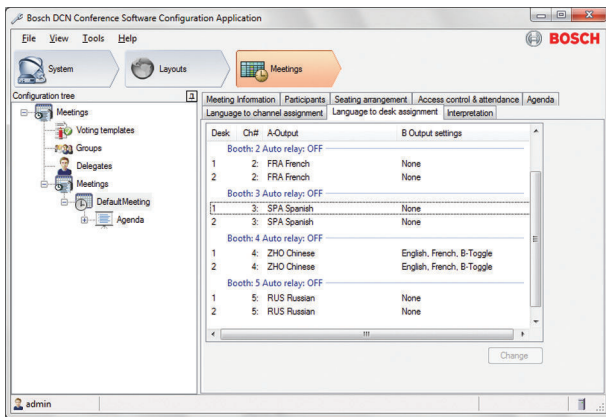 Bosch DCN Conference Software Configuration Application
File View Tools Help
BOSCH
System Layouts Meetings
Configuration tree
Meetings
Voting templates
Groups
Delegates
Meetings
DefaultMeeting
Agenda
Meeting Information Participants Seating arrangement Access control & attendance Agenda
Language to channel assignment Language to desk assignment Interpretation
Desk Ch# A-Output B Output settings
Booth: 2 Auto relay: OFF
1 2: FRA French None
2 2: FRA French None
Booth: 3 Auto relay: OFF
1 3: SPA Spanish None
2 3: SPA Spanish None
Booth: 4 Auto relay: OFF
1 4: ZHO Chinese English, French, B-Toggle
2 4: ZHO Chinese English, French, B-Toggle
Booth: 5 Auto relay: OFF
1 5: RUS Russian None
2 5: RUS Russian None
Change
admin